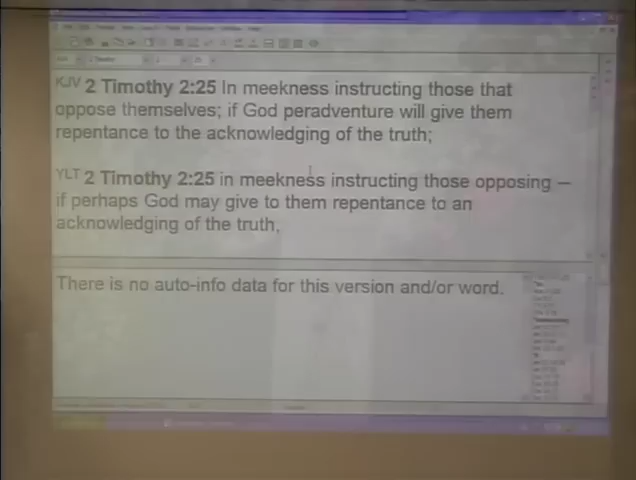 KJV 2 Timothy 2:25 In meekness instructing those that
oppose themselves; if God peradventure will give them
repentance to the acknowledging of the truth;
YLT 2 Timothy 2:25 in meekness instructing those opposing —
if perhaps God may give to them repentance to an
acknowledging of the truth,
There is no auto-info data for this version and/or word.